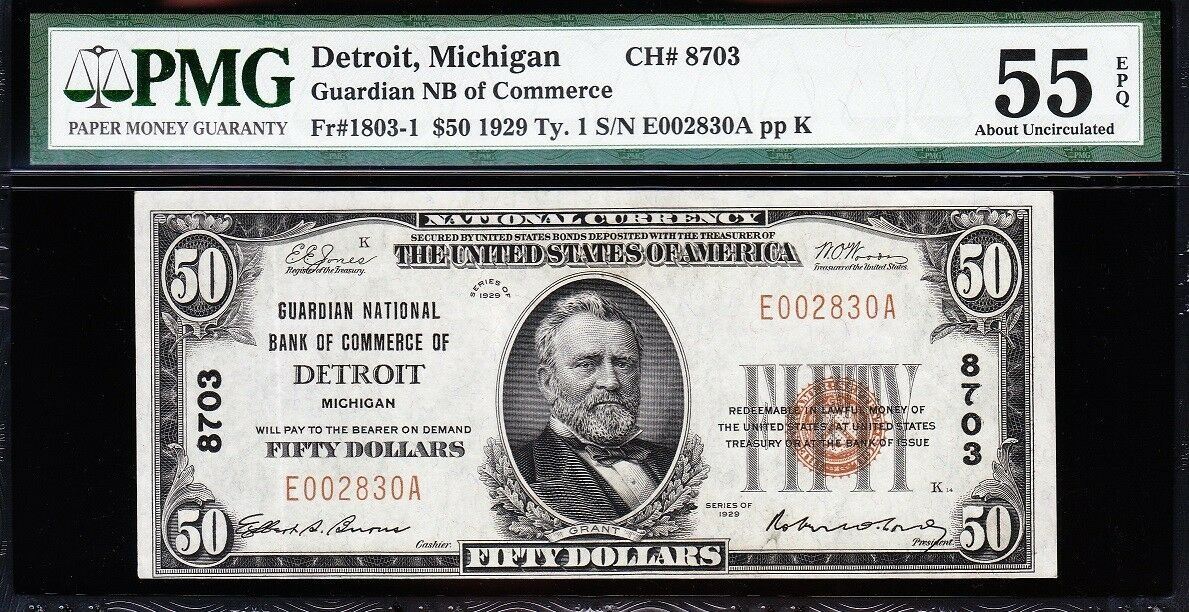 PMG
PAPER MONEY GUARANTY
Detroit, Michigan CH# 8703
Guardian NB of Commerce
Fr#1803-1 $50 1929 Ty. 1 S/N E002830A pp K
55 EPQ
About Uncirculated
NATIONAL CURRENCY
SECURED BY UNITED STATES BONDS DEPOSITED WITH THE TREASURER OF
THE UNITED STATES OF AMERICA
50
50
E E Jones
Register of the Treasury.
K
W. O. Woods
Treasurer of the United States.
SERIES OF
1929
GUARDIAN NATIONAL
BANK OF COMMERCE OF
DETROIT
MICHIGAN
WILL PAY TO THE BEARER ON DEMAND
FIFTY DOLLARS
E002830A
E002830A
8703
8703
FIFTY
REDEEMABLE IN LAWFUL MONEY OF
THE UNITED STATES AT UNITED STATES
TREASURY OR AT THE BANK OF ISSUE
K 14
SERIES OF
1929
50
50
Cashier.
GRANT
President.
FIFTY DOLLARS